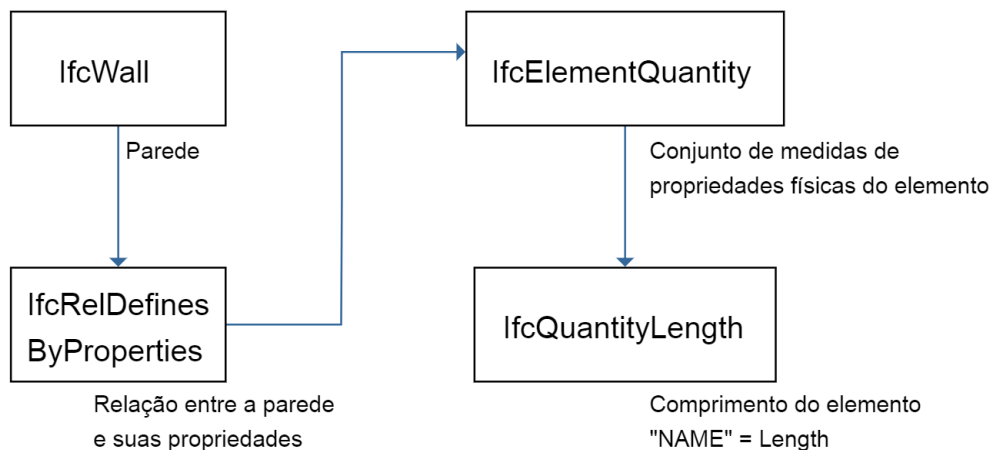 IfcWall
Parede
IfcRelDefines
ByProperties
Relação entre a parede
e suas propriedades
IfcElementQuantity
Conjunto de medidas de
propriedades físicas do elemento
IfcQuantityLength
Comprimento do elemento
"NAME" = Length